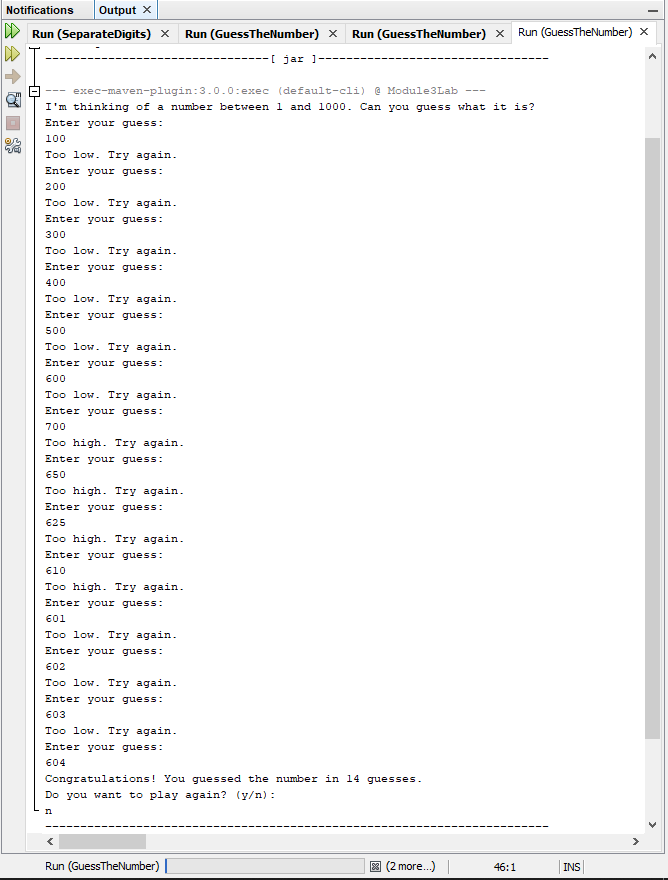 Notifications Output
Run (SeparateDigits) Run (GuessTheNumber) Run (GuessTheNumber) Run (GuessTheNumber)
--------------------------------[ jar ]---------------------------------
--- exec-maven-plugin:3.0.0:exec (default-cli) @ Module3Lab ---
I'm thinking of a number between 1 and 1000. Can you guess what it is?
Enter your guess:
100
Too low. Try again.
Enter your guess:
200
Too low. Try again.
Enter your guess:
300
Too low. Try again.
Enter your guess:
400
Too low. Try again.
Enter your guess:
500
Too low. Try again.
Enter your guess:
600
Too low. Try again.
Enter your guess:
700
Too high. Try again.
Enter your guess:
650
Too high. Try again.
Enter your guess:
625
Too high. Try again.
Enter your guess:
610
Too high. Try again.
Enter your guess:
601
Too low. Try again.
Enter your guess:
602
Too low. Try again.
Enter your guess:
603
Too low. Try again.
Enter your guess:
604
Congratulations! You guessed the number in 14 guesses.
Do you want to play again? (y/n):
n
------------------------------------------------------------------------
Run (GuessTheNumber) (2 more...) 46:1 INS